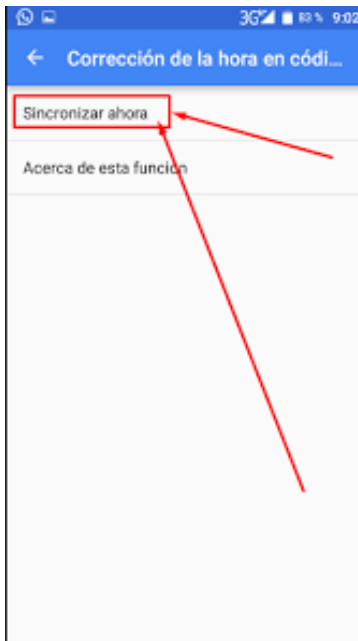 3G 83 % 9:02
Corrección de la hora en códi...
Sincronizar ahora
Acerca de esta función